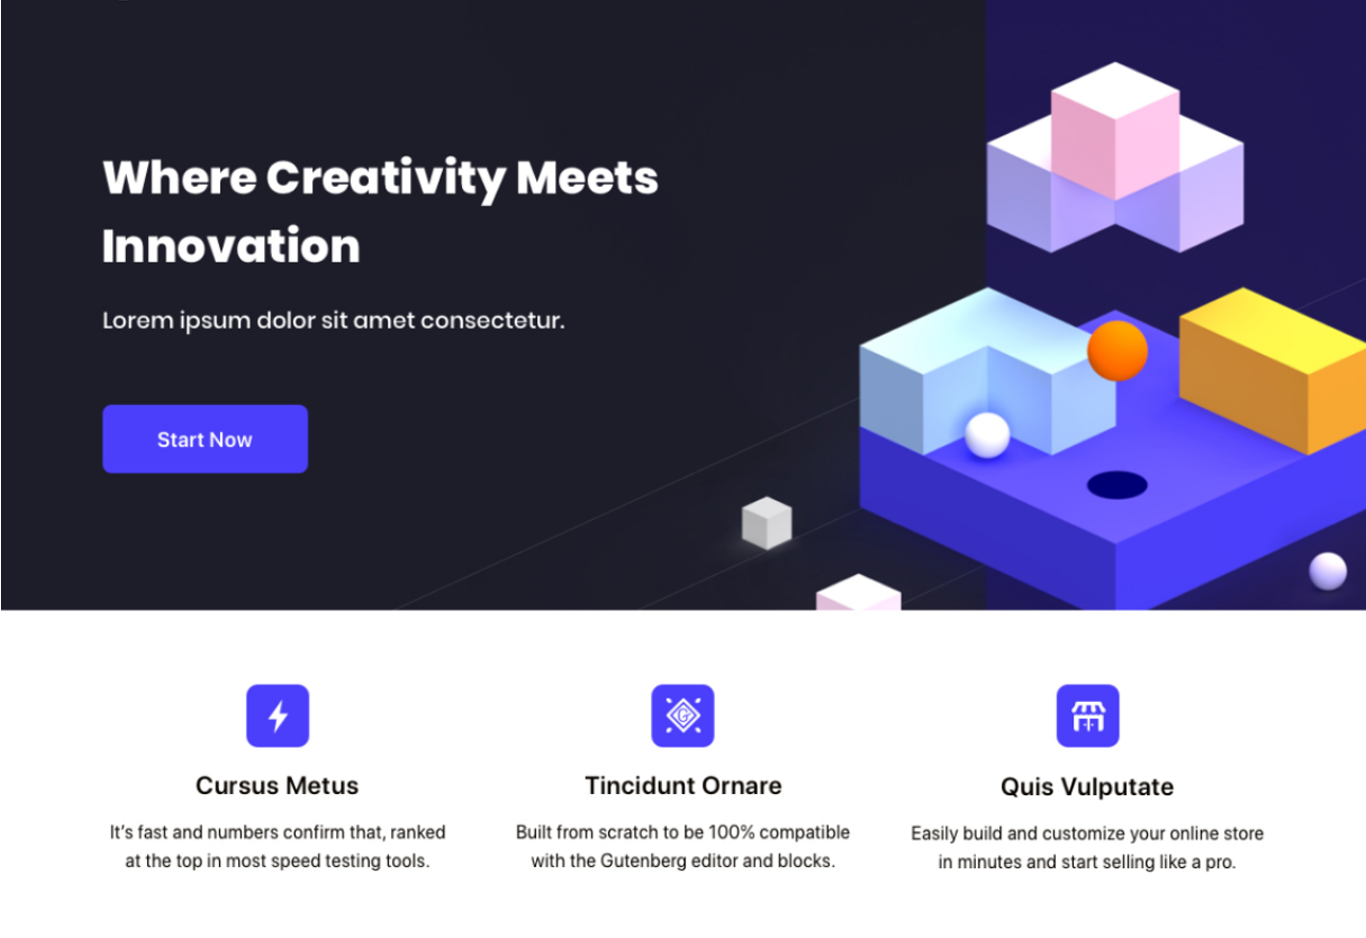 Where Creativity Meets
Innovation
Lorem ipsum dolor sit amet consectetur.
Start Now
Cursus Metus
It's fast and numbers confirm that, ranked
at the top in most speed testing tools.
Tincidunt Ornare
Built from scratch to be 100% compatible
with the Gutenberg editor and blocks.
Quis Vulputate
Easily build and customize your online store
in minutes and start selling like a pro.